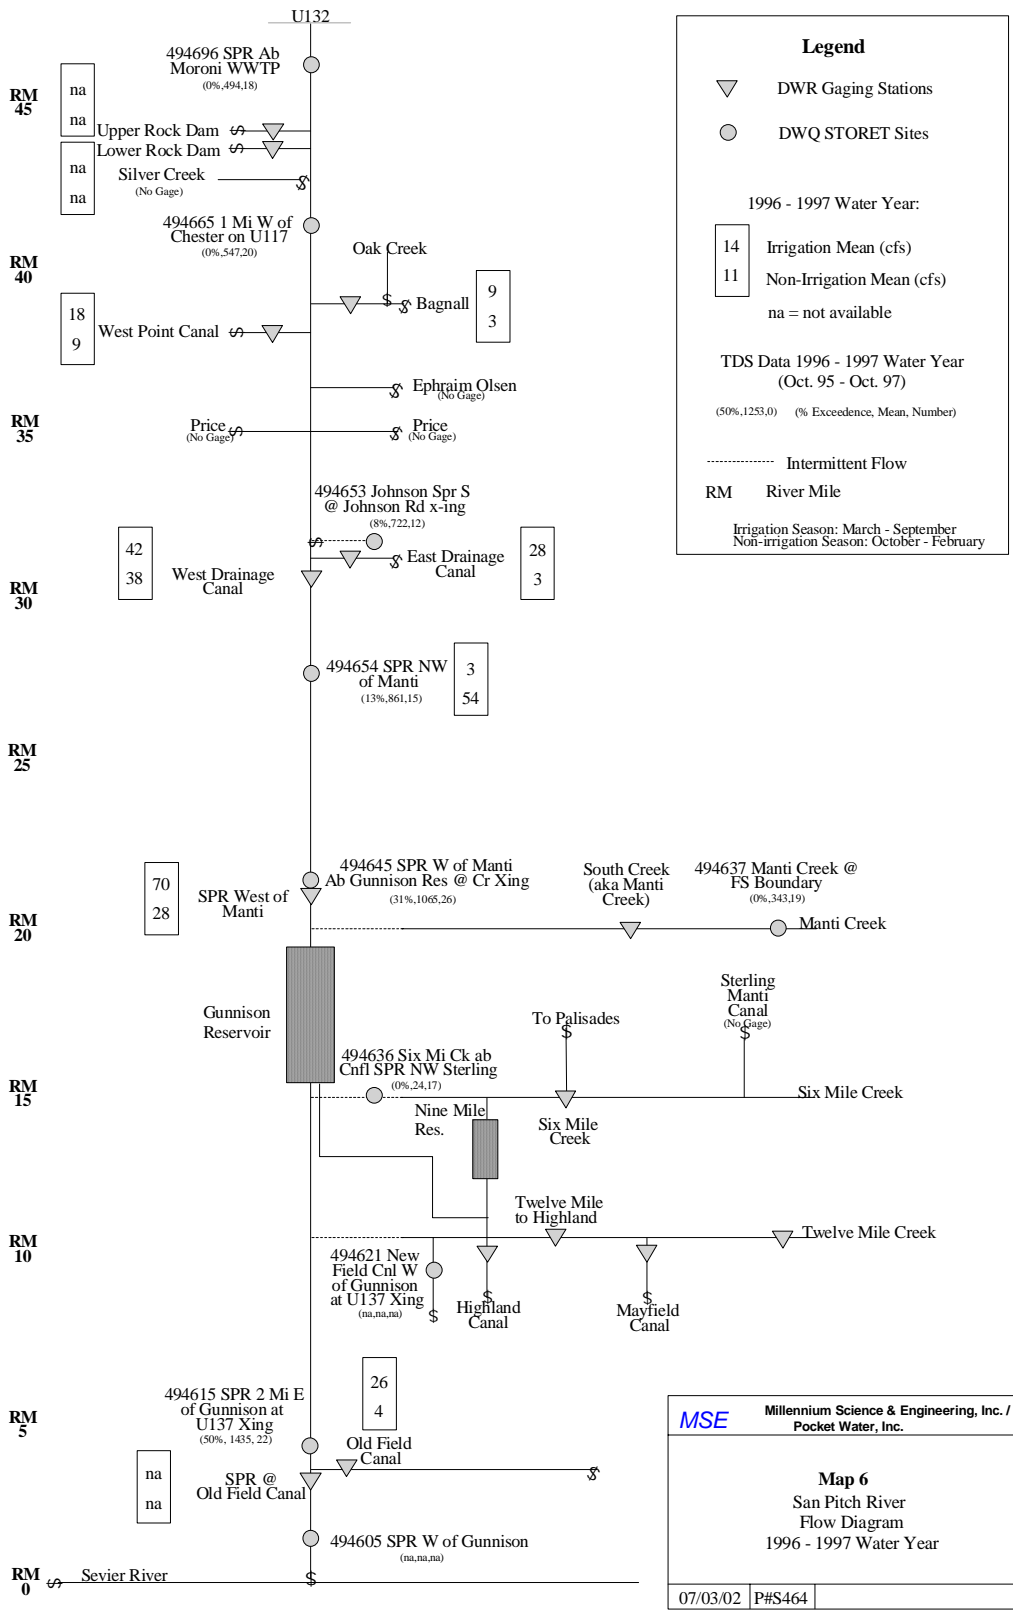 U132
494696 SPR Ab
Moroni WWTP
(0%,494,18)
RM
45
na
na
Upper Rock Dam
Lower Rock Dam
na
na
Silver Creek
(No Gage)
494665 1 Mi W of
Chester on U117
(0%,547,20)
RM
40
Oak Creek
Bagnall
9
3
18
9
West Point Canal
Ephraim Olsen
(No Gage)
RM
35
Price
(No Gage)
Price
(No Gage)
494653 Johnson Spr S
@ Johnson Rd x-ing
(8%,722,12)
42
38
West Drainage
Canal
East Drainage
Canal
28
3
RM
30
494654 SPR NW
of Manti
(13%,861,15)
3
54
RM
25
494645 SPR W of Manti
Ab Gunnison Res @ Cr Xing
(31%,1065,26)
70
28
SPR West of
Manti
South Creek
(aka Manti
Creek)
494637 Manti Creek @
FS Boundary
(0%,343,19)
Manti Creek
RM
20
Gunnison
Reservoir
To Palisades
Sterling
Manti
Canal
(No Gage)
494636 Six Mi Ck ab
Cnfl SPR NW Sterling
(0%,24,17)
RM
15
Six Mile Creek
Nine Mile
Res.
Six Mile
Creek
Twelve Mile
to Highland
Twelve Mile Creek
RM
10
494621 New
Field Cnl W
of Gunnison
at U137 Xing
(na,na,na)
Highland
Canal
Mayfield
Canal
26
4
494615 SPR 2 Mi E
of Gunnison at
U137 Xing
(50%, 1435, 22)
RM
5
Old Field
Canal
na
na
SPR @
Old Field Canal
494605 SPR W of Gunnison
(na,na,na)
RM
0
Sevier River
Legend
DWR Gaging Stations
DWQ STORET Sites
1996 - 1997 Water Year:
14 Irrigation Mean (cfs)
11 Non-Irrigation Mean (cfs)
na = not available
TDS Data 1996 - 1997 Water Year
(Oct. 95 - Oct. 97)
(50%,1253,0) (% Exceedence, Mean, Number)
Intermittent Flow
RM River Mile
Irrigation Season: March - September
Non-irrigation Season: October - February
MSE
Millennium Science & Engineering, Inc. /
Pocket Water, Inc.
Map 6
San Pitch River
Flow Diagram
1996 - 1997 Water Year
07/03/02 P#S464